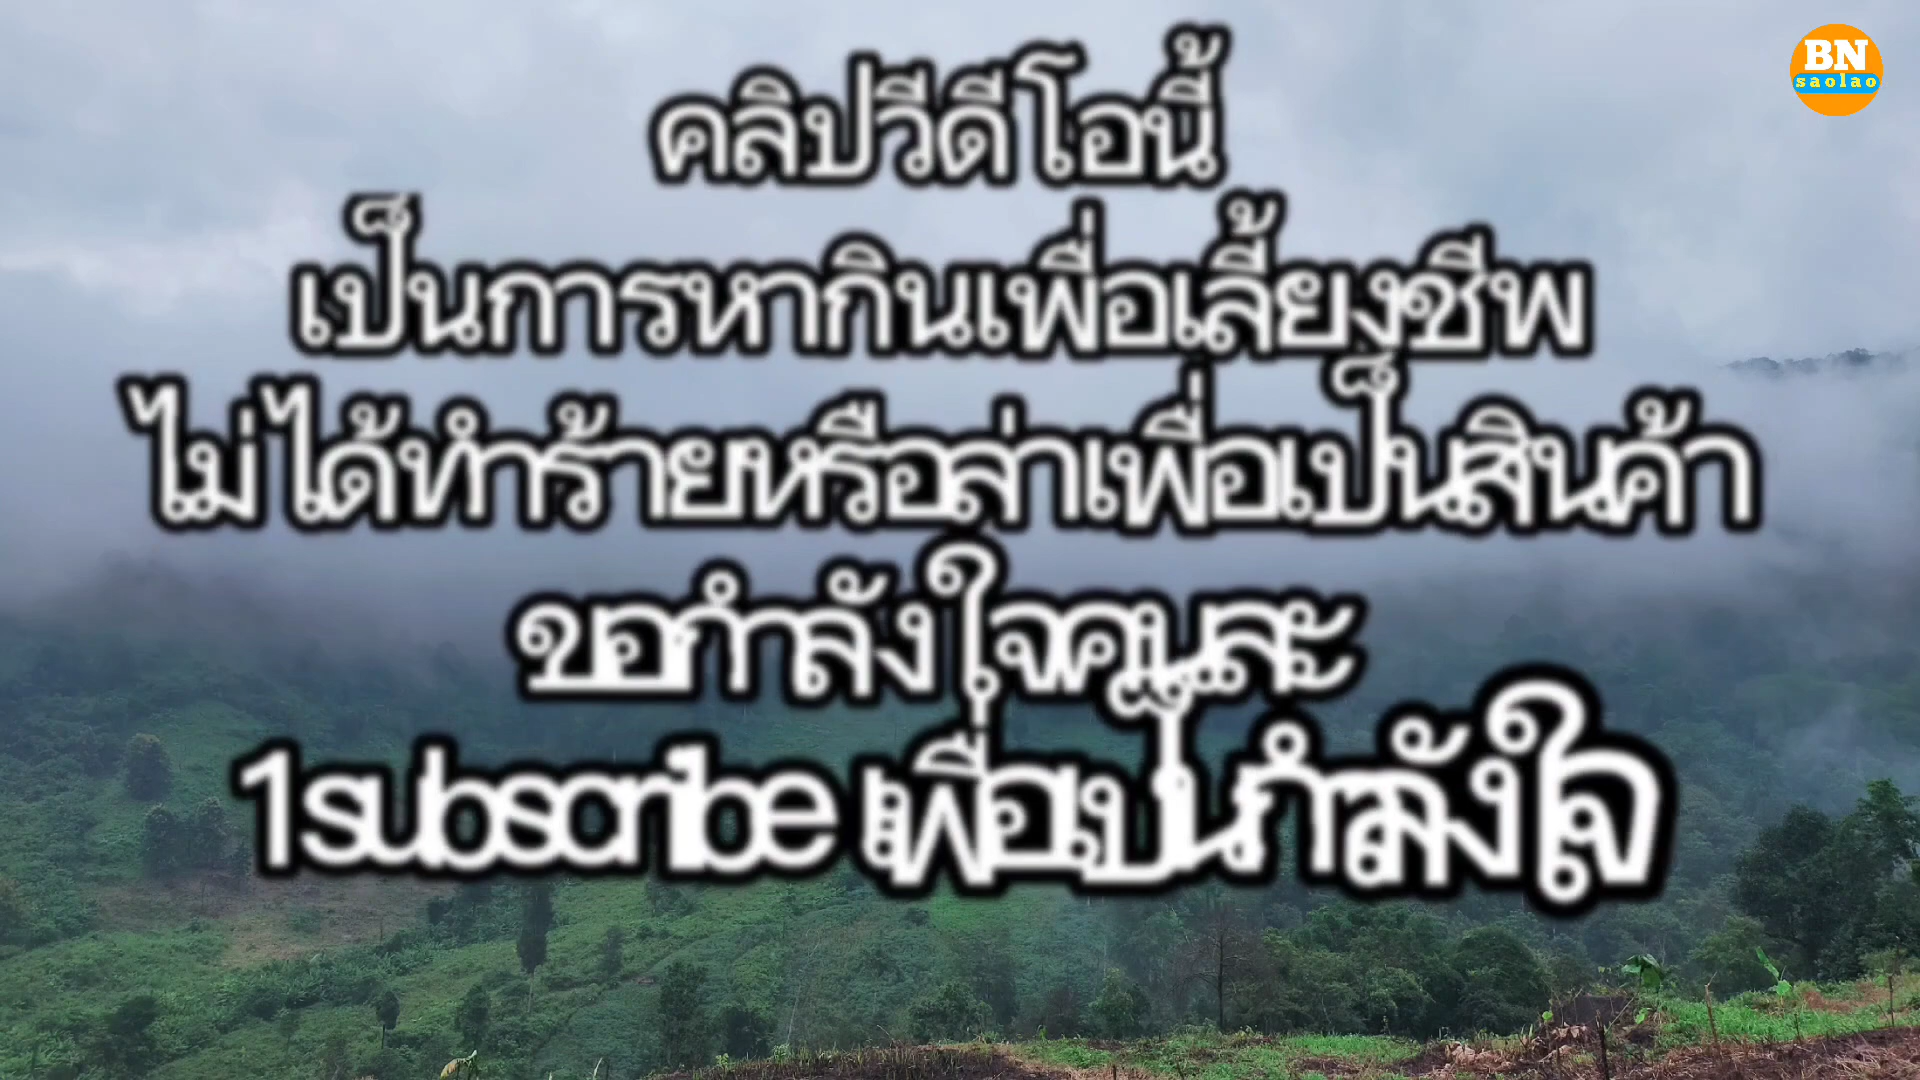 BN
saolao
คลิปวีดีโอนี้
เป็นการหากินเพื่อเลี้ยงชีพ
ไม่ได้ทำร้ายหรือล่าเพื่อเป็นสินค้า
ขอกำลังใจคนละ
1 subscribe เพื่อเป็นกำลังใจ